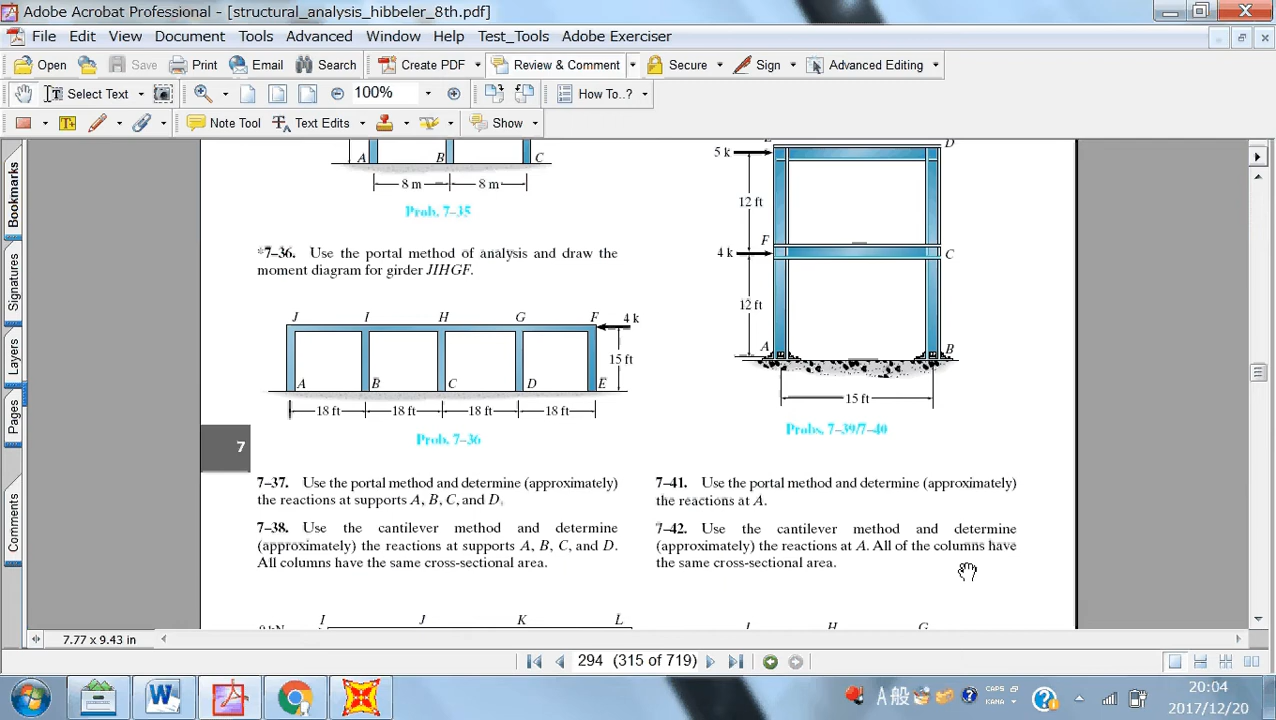 Adobe Acrobat Professional - [structural_analysis_hibbeler_8th.pdf]
File Edit View Document Tools Advanced Window Help Test_Tools Adobe Exerciser
Open Save Print Email Search Create PDF Review & Comment Secure Sign Advanced Editing
Select Text 100% How To..?
Note Tool Text Edits Show
Bookmarks
Signatures
Layers
Pages
Comments
A B C
8 m 8 m
Prob. 7–35
*7–36. Use the portal method of analysis and draw the
moment diagram for girder JIHGF.
J I H G F 4 k
15 ft
A B C D E
18 ft 18 ft 18 ft 18 ft
Prob. 7–36
7
7–37. Use the portal method and determine (approximately)
the reactions at supports A, B, C, and D.
7–38. Use the cantilever method and determine
(approximately) the reactions at supports A, B, C, and D.
All columns have the same cross-sectional area.
I J K L
D
5 k
12 ft
F
4 k C
12 ft
A B
15 ft
Probs. 7–39/7–40
7–41. Use the portal method and determine (approximately)
the reactions at A.
7–42. Use the cantilever method and determine
(approximately) the reactions at A. All of the columns have
the same cross-sectional area.
H G
7.77 x 9.43 in
294 (315 of 719)
A 般 CAPS KANA
20:04
2017/12/20